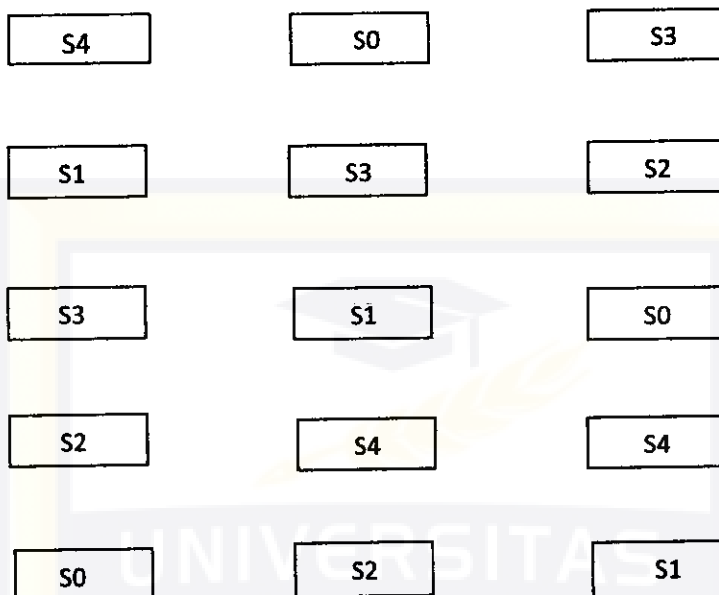 S4 S0 S3
S1 S3 S2
S3 S1 S0
S2 S4 S4
UNIVERSITAS
S0 S2 S1